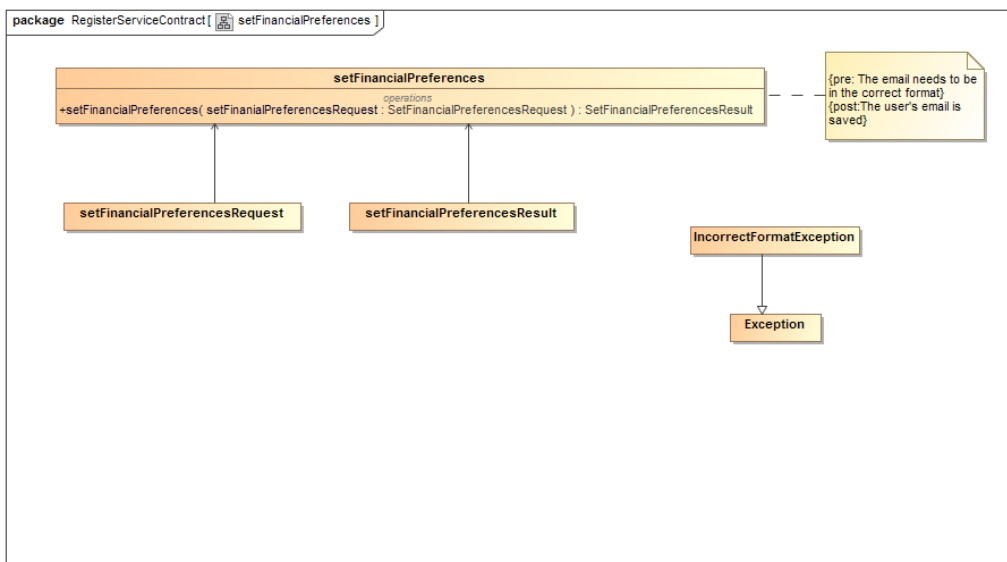 package RegisterServiceContract [ setFinancialPreferences ]
setFinancialPreferences
operations
+setFinancialPreferences( setFinanialPreferencesRequest : SetFinancialPreferencesRequest ) : SetFinancialPreferencesResult
{pre: The email needs to be
in the correct format}
{post:The user's email is
saved}
setFinancialPreferencesRequest
setFinancialPreferencesResult
IncorrectFormatException
Exception